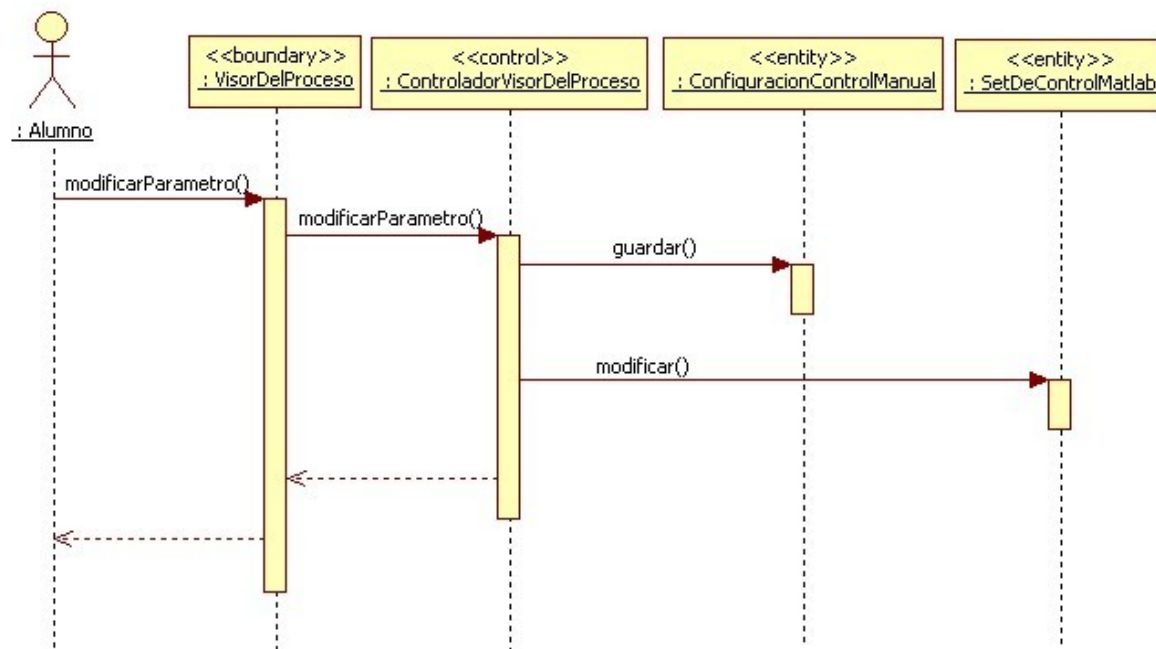 <<boundary>>
: VisorDelProceso
<<control>>
: ControladorVisorDelProceso
<<entity>>
: ConfiguracionControlManual
<<entity>>
: SetDeControlMatlab
: Alumno
modificarParametro()
modificarParametro()
guardar()
modificar()